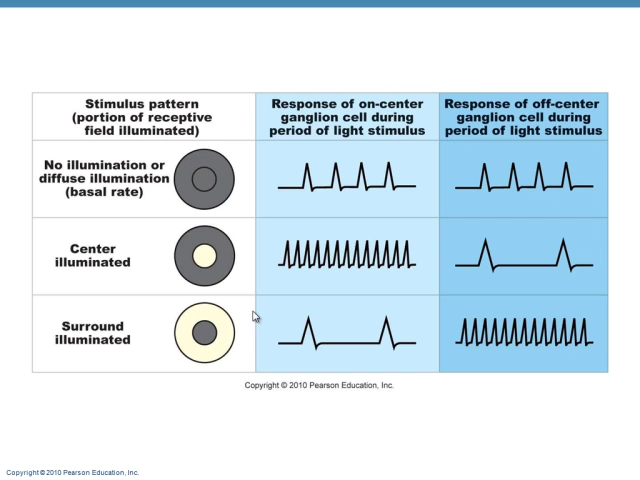 Stimulus pattern
(portion of receptive
field illuminated)
Response of on-center
ganglion cell during
period of light stimulus
Response of off-center
ganglion cell during
period of light stimulus
No illumination or
diffuse illumination
(basal rate)
Center
illuminated
Surround
illuminated
Copyright © 2010 Pearson Education, Inc.
Copyright © 2010 Pearson Education, Inc.